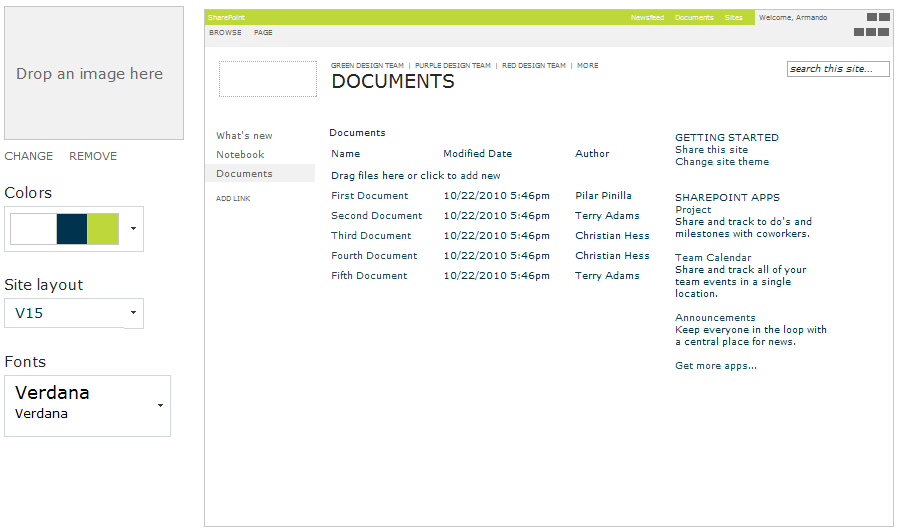 Drop an image here
CHANGE REMOVE
Colors
Site layout
V15
Fonts
Verdana
Verdana
SharePoint Newsfeed Documents Sites Welcome, Armando
BROWSE PAGE
GREEN DESIGN TEAM | PURPLE DESIGN TEAM | RED DESIGN TEAM | MORE
DOCUMENTS
search this site...
What's new
Notebook
Documents
ADD LINK
Documents
Name Modified Date Author
Drag files here or click to add new
First Document 10/22/2010 5:46pm Pilar Pinilla
Second Document 10/22/2010 5:46pm Terry Adams
Third Document 10/22/2010 5:46pm Christian Hess
Fourth Document 10/22/2010 5:46pm Christian Hess
Fifth Document 10/22/2010 5:46pm Terry Adams
GETTING STARTED
Share this site
Change site theme
SHAREPOINT APPS
Project
Share and track to do's and
milestones with coworkers.
Team Calendar
Share and track all of your
team events in a single
location.
Announcements
Keep everyone in the loop with
a central place for news.
Get more apps...